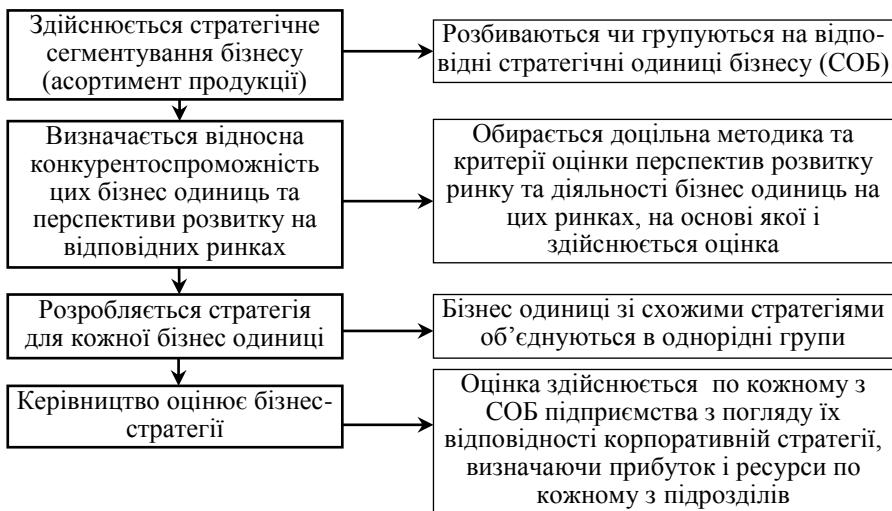 Здійснюється стратегічне
сегментування бізнесу
(асортимент продукції)
Розбиваються чи групуються на відпо-
відні стратегічні одиниці бізнесу (СОБ)
Визначається відносна
конкурентоспроможність
цих бізнес одиниць та
перспективи розвитку на
відповідних ринках
Обирається доцільна методика та
критерії оцінки перспектив розвитку
ринку та діяльності бізнес одиниць на
цих ринках, на основі якої і
здійснюється оцінка
Розробляється стратегія
для кожної бізнес одиниці
Бізнес одиниці зі схожими стратегіями
об’єднуються в однорідні групи
Керівництво оцінює бізнес-
стратегії
Оцінка здійснюється  по кожному з
СОБ підприємства з погляду їх
відповідності корпоративній стратегії,
визначаючи прибуток і ресурси по
кожному з підрозділів